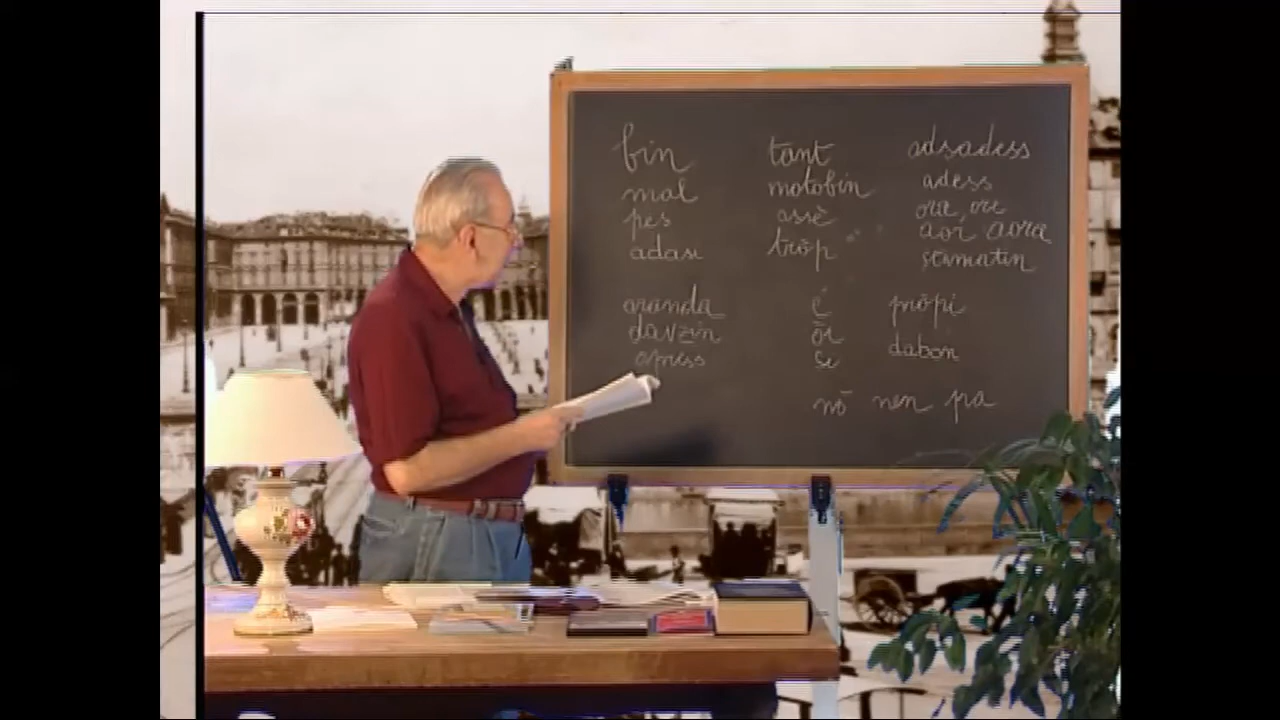 bin tant adsadess
mal motobin adess
pes assè ora, ore
adasi tròp aor aora
stamatin
aranda é pròpi
davzin òi dabon
apress se
nò nen pa